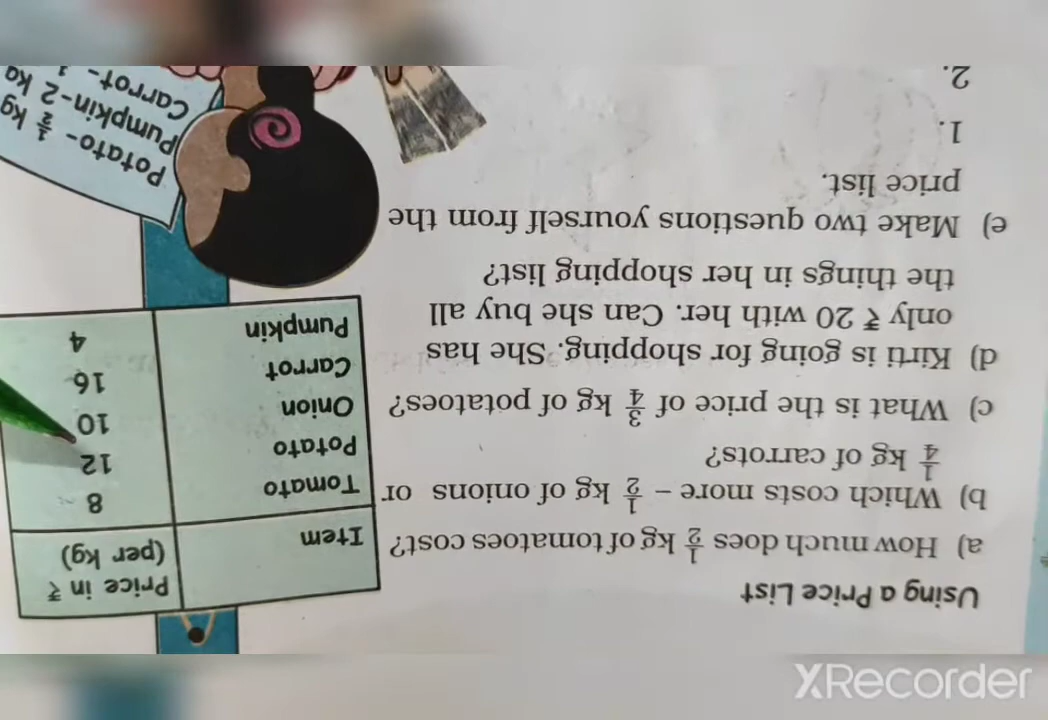 Using a Price List
a) How much does 1/2 kg of tomatoes cost?
b) Which costs more – 1/2 kg of onions or
1/4 kg of carrots?
c) What is the price of 3/4 kg of potatoes?
d) Kirti is going for shopping. She has
only ₹ 20 with her. Can she buy all
the things in her shopping list?
e) Make two questions yourself from the
price list.
1.
2.
Item Price in ₹
(per kg)
Tomato 8
Potato 12
Onion 10
Carrot 16
Pumpkin 4
Potato- 1/2 kg
Pumpkin-2 kg
Carrot-
XRecorder